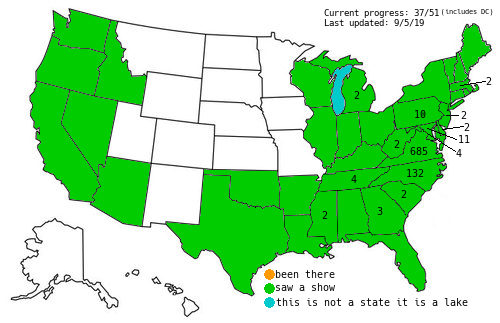 Current progress: 37/51(includes DC)
Last updated: 9/5/19
2
2
10
2
2
11
2
685
4
4
132
2
2
3
been there
saw a show
this is not a state it is a lake